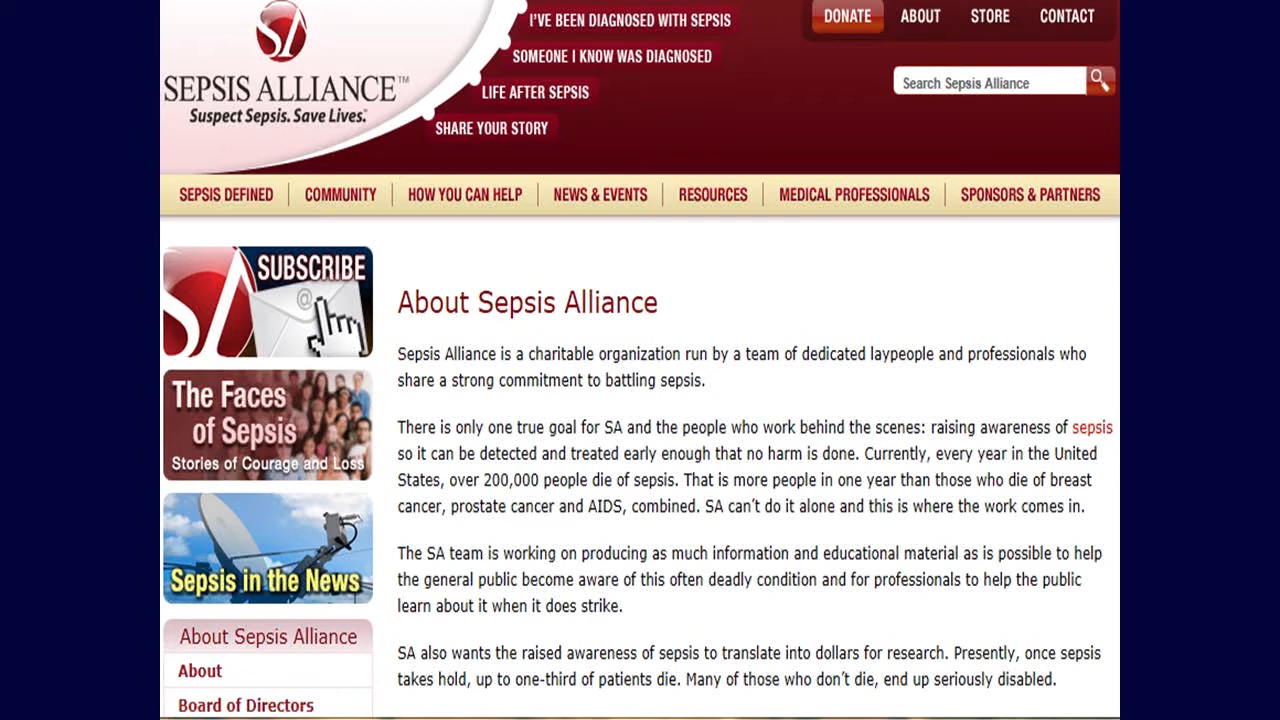 I'VE BEEN DIAGNOSED WITH SEPSIS
SOMEONE I KNOW WAS DIAGNOSED
LIFE AFTER SEPSIS
SHARE YOUR STORY
DONATE ABOUT STORE CONTACT
Search Sepsis Alliance
SA
SEPSIS ALLIANCE™
Suspect Sepsis. Save Lives.
SEPSIS DEFINED COMMUNITY HOW YOU CAN HELP NEWS & EVENTS RESOURCES MEDICAL PROFESSIONALS SPONSORS & PARTNERS
SA SUBSCRIBE
@
The Faces
of Sepsis
Stories of Courage and Loss
Sepsis in the News
About Sepsis Alliance
About
Board of Directors
About Sepsis Alliance
Sepsis Alliance is a charitable organization run by a team of dedicated laypeople and professionals who
share a strong commitment to battling sepsis.
There is only one true goal for SA and the people who work behind the scenes: raising awareness of sepsis
so it can be detected and treated early enough that no harm is done. Currently, every year in the United
States, over 200,000 people die of sepsis. That is more people in one year than those who die of breast
cancer, prostate cancer and AIDS, combined. SA can't do it alone and this is where the work comes in.
The SA team is working on producing as much information and educational material as is possible to help
the general public become aware of this often deadly condition and for professionals to help the public
learn about it when it does strike.
SA also wants the raised awareness of sepsis to translate into dollars for research. Presently, once sepsis
takes hold, up to one-third of patients die. Many of those who don't die, end up seriously disabled.